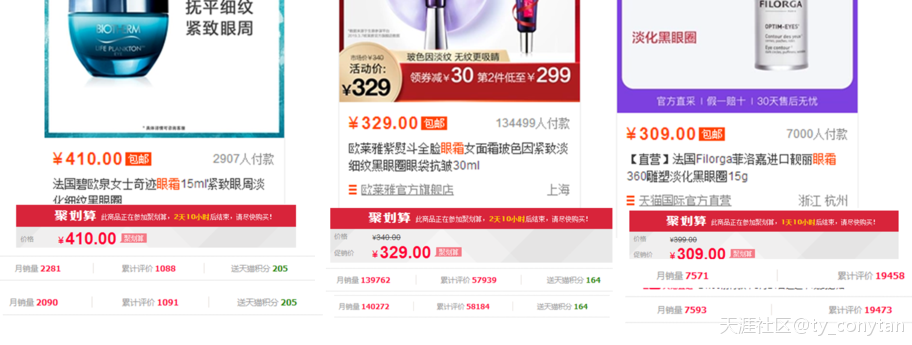 抚平细纹
紧致眼周
BIOTHERM
LIFE PLANKTON
¥410.00 包邮
2907人付款
法国碧欧泉女士奇迹眼霜15ml紧致眼周淡
化细纹黑眼圈
聚划算 此商品正在参加聚划算，2天10小时后结束，请尽快购买！
价格
¥410.00 聚划算
月销量 2281
累计评价 1088
送天猫积分 205
月销量 2090
累计评价 1091
送天猫积分 205
市场价¥340
活动价:
¥329
玻色因淡纹 无纹更吸睛
领券减¥30 第2件低至¥299
¥329.00 包邮
134499人付款
欧莱雅紫熨斗全脸眼霜女面霜玻色因紧致淡
细纹黑眼圈眼袋抗皱30ml
欧莱雅官方旗舰店
上海
聚划算 此商品正在参加聚划算，2天10小时后结束，请尽快购买！
价格
¥340.00
促销价
¥329.00 聚划算
月销量 139762
累计评价 57939
送天猫积分 164
月销量 140272
累计评价 58184
送天猫积分 164
淡化黑眼圈
FILORGA
OPTIM-EYES
Contour des yeux
Eye contour
官方直采 | 假一赔十 | 30天售后无忧
¥309.00 包邮
7000人付款
【直营】法国Filorga菲洛嘉进口靓丽眼霜
360雕塑淡化黑眼圈15g
天猫国际官方直营
浙江 杭州
聚划算 此商品正在参加聚划算，1天10小时后结束，请尽快购买！
价格
¥399.00
促销价
¥309.00 聚划算
月销量 7571
累计评价 19458
月销量 7593
累计评价 19473
天涯社区@ty_conytan